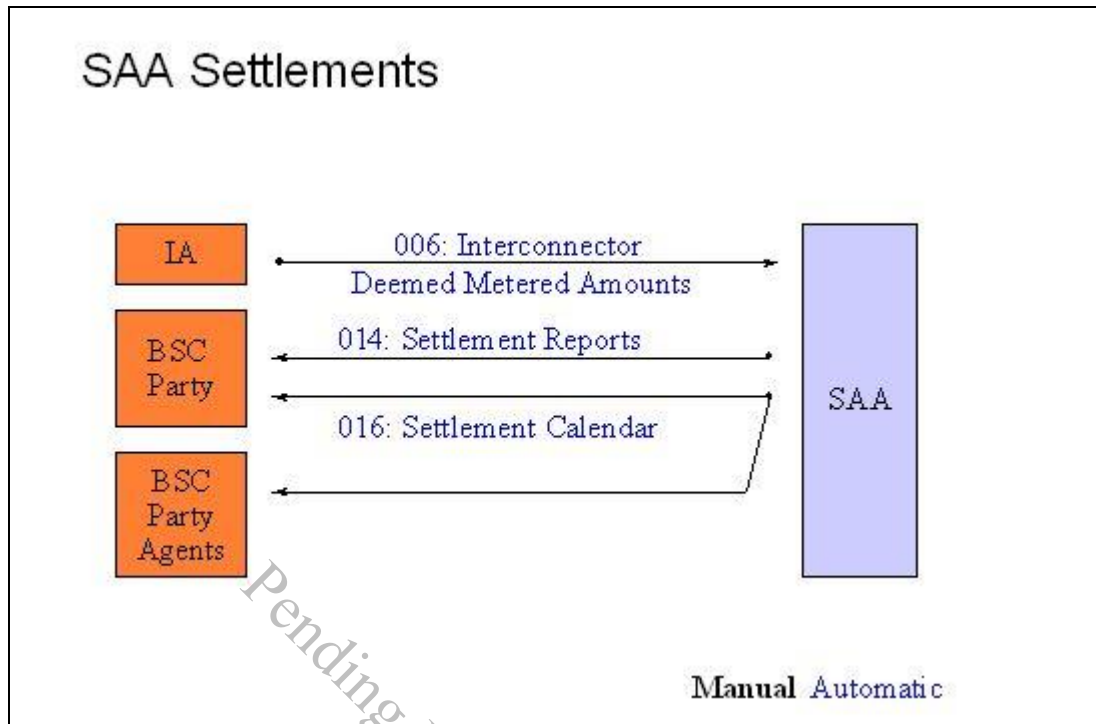 SAA Settlements
IA
006: Interconnector
Deemed Metered Amounts
BSC
Party
014: Settlement Reports
016: Settlement Calendar
SAA
BSC
Party
Agents
Pending
Manual Automatic